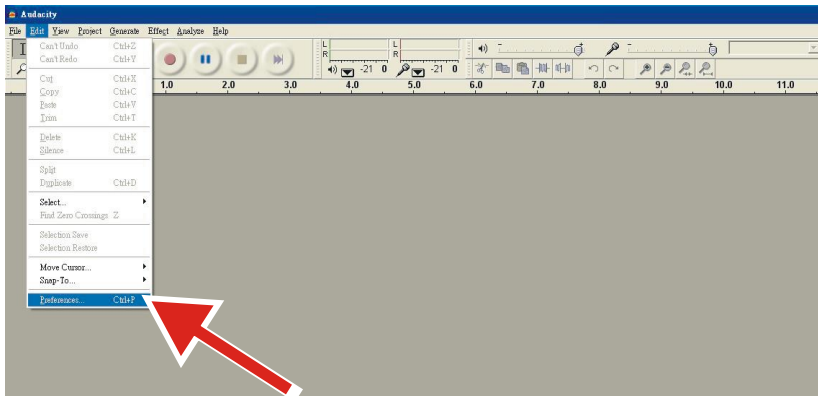 Audacity
File Edit View Project Generate Effect Analyze Help
Can't Undo Ctrl+Z
Can't Redo Ctrl+Y
Cut Ctrl+X
Copy Ctrl+C
Paste Ctrl+V
Trim Ctrl+T
Delete Ctrl+K
Silence Ctrl+L
Split
Duplicate Ctrl+D
Select...
Find Zero Crossings Z
Selection Save
Selection Restore
Move Cursor...
Snap-To...
Preferences... Ctrl+P
L L
R R
-21 0 -21 0
1.0 2.0 3.0 4.0 5.0 6.0 7.0 8.0 9.0 10.0 11.0